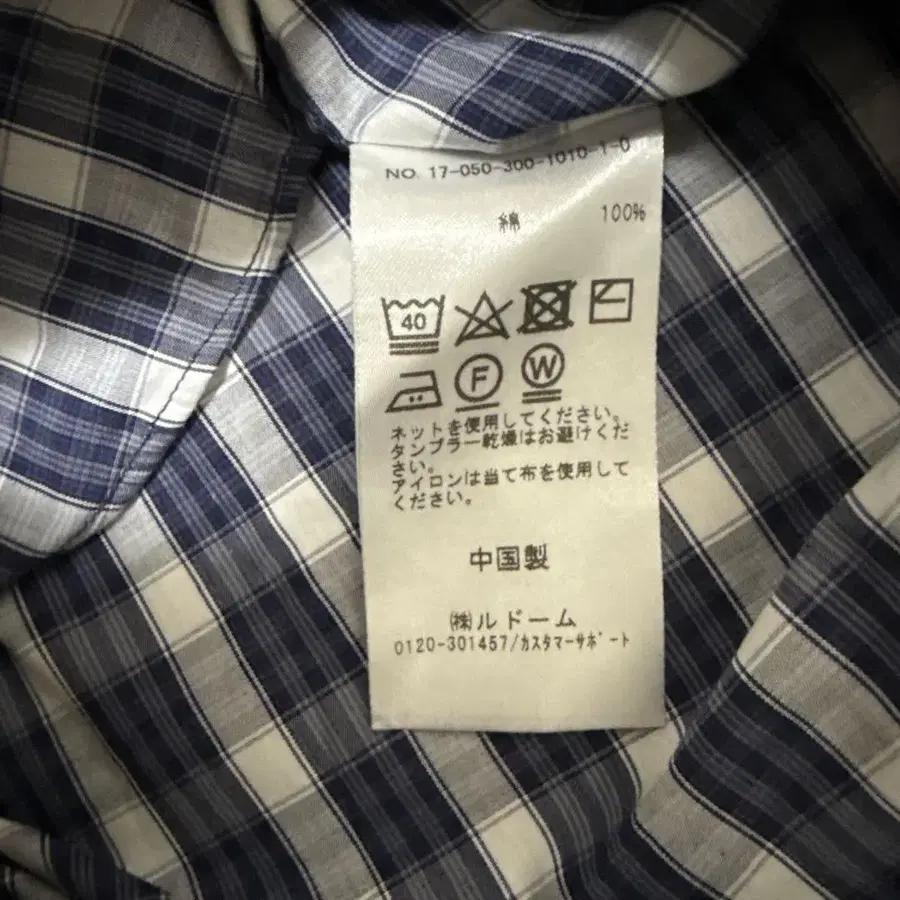 NO. 17-050-300-1010-1-0
綿 100%
40
F W
ネットを使用してください。
タンブラー乾燥はお避けくだ
さい。
アイロンは当て布を使用して
ください。
中国製
㈱ルドーム
0120-301457/カスタマーサポート